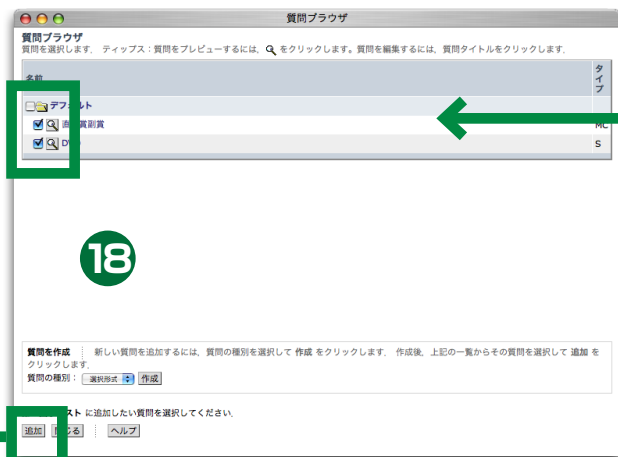 質問ブラウザ
質問ブラウザ
質問を選択します. ティップス：質問をプレビューするには、 をクリックします。質問を編集するには、質問タイトルをクリックします.
名前
タイプ
デフォルト
賞副賞
MC
S
18
質問を作成 新しい質問を追加するには、質問の種別を選択して 作成 をクリックします. 作成後、上記の一覧からその質問を選択して 追加 を
クリックします.
質問の種別： 選択形式 作成
スト に追加したい質問を選択してください.
追加 じる ヘルプ